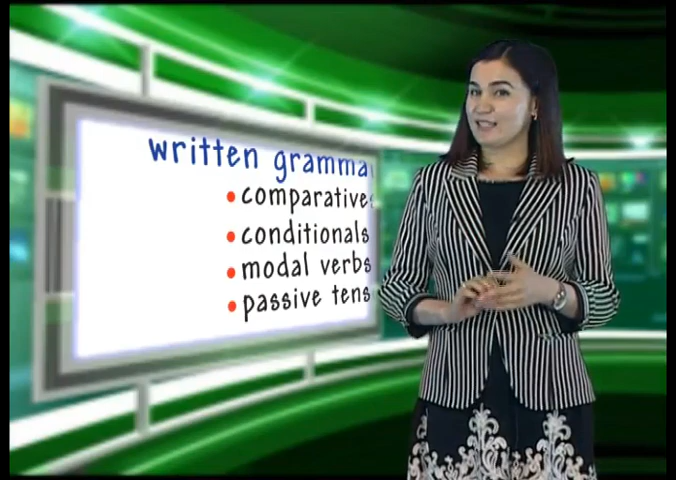 written gramma
comparative
conditionals
modal verbs
passive tens